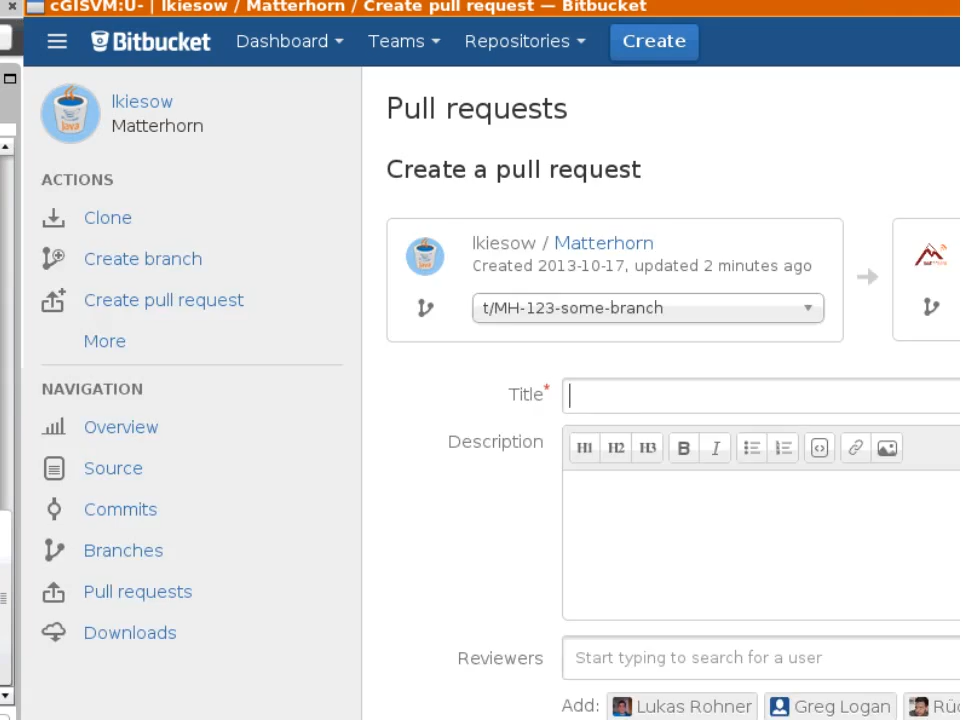 cGISVM:U- | lkiesow / Matterhorn / Create pull request — Bitbucket
Bitbucket Dashboard Teams Repositories Create
lkiesow
Matterhorn
ACTIONS
Clone
Create branch
Create pull request
More
NAVIGATION
Overview
Source
Commits
Branches
Pull requests
Downloads
Pull requests
Create a pull request
lkiesow / Matterhorn
Created 2013-10-17, updated 2 minutes ago
t/MH-123-some-branch
Title*
Description
H1 H2 H3 B I
Reviewers
Start typing to search for a user
Add: Lukas Rohner Greg Logan Rüd